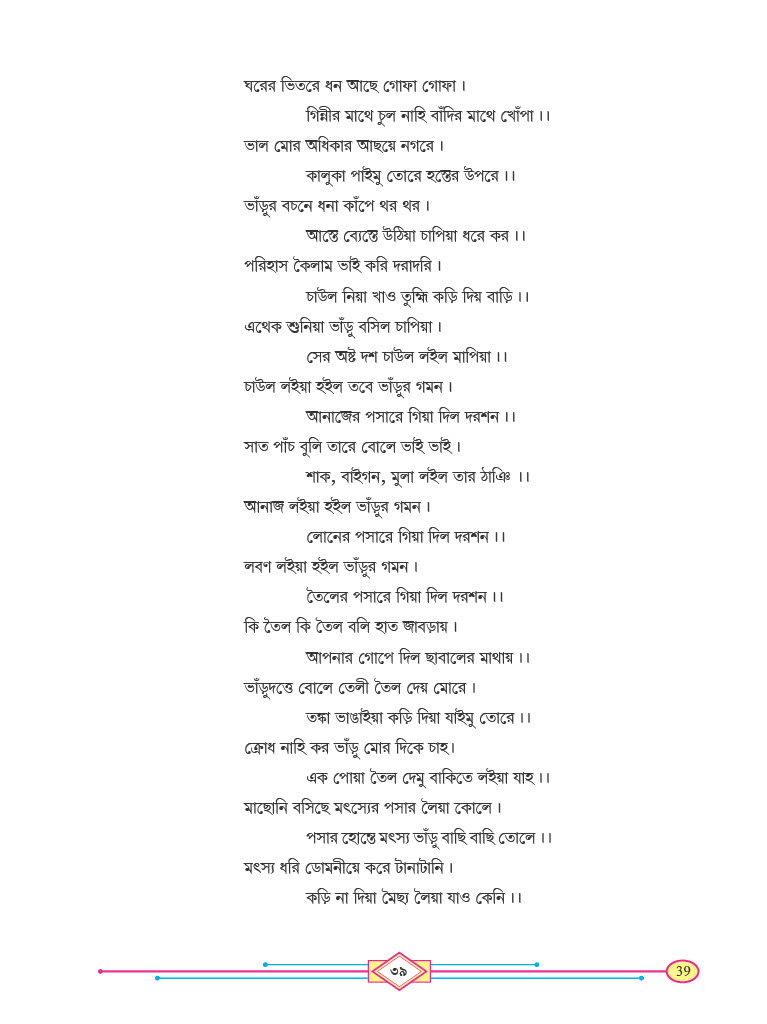 ঘরের ভিতরে ধন আছে গোফা গোফা ।
গিন্নীর মাথে চুল নাহি বাঁদির মাথে খোঁপা ।।
ভাল মোর অধিকার আছয়ে নগরে ।
কালুকা পাইমু তোরে হস্তের উপরে ।।
ভাঁড়ুর বচনে ধনা কাঁপে থর থর ।
আস্তে ব্যেস্তে উঠিয়া চাপিয়া ধরে কর ।।
পরিহাস কৈলাম ভাই করি দরাদরি ।
চাউল নিয়া খাও তুহ্মি কড়ি দিয় বাড়ি ।।
এথেক শুনিয়া ভাঁড়ু বসিল চাপিয়া ।
সের অষ্ট দশ চাউল লইল মাপিয়া ।।
চাউল লইয়া হইল তবে ভাঁড়ুর গমন ।
আনাজের পসারে গিয়া দিল দরশন ।।
সাত পাঁচ বুলি তারে বোলে ভাই ভাই ।
শাক, বাইগন, মুলা লইল তার ঠাঞি ।।
আনাজ লইয়া হইল ভাঁড়ুর গমন ।
লোনের পসারে গিয়া দিল দরশন ।।
লবণ লইয়া হইল ভাঁড়ুর গমন ।
তৈলের পসারে গিয়া দিল দরশন ।।
কি তৈল কি তৈল বলি হাত জাবড়ায় ।
আপনার গোপে দিল ছাবালের মাথায় ।।
ভাঁড়ুদত্তে বোলে তেলী তৈল দেয় মোরে ।
তঙ্কা ভাঙাইয়া কড়ি দিয়া যাইমু তোরে ।।
ক্রোধ নাহি কর ভাঁড়ু মোর দিকে চাহ।
এক পোয়া তৈল দেমু বাকিতে লইয়া যাহ ।।
মাছোনি বসিছে মৎস্যের পসার লৈয়া কোলে ।
পসার হোন্তে মৎস্য ভাঁড়ু বাছি বাছি তোলে ।।
মৎস্য ধরি ডোমনীয়ে করে টানাটানি ।
কড়ি না দিয়া মৈছ্য লৈয়া যাও কেনি ।।
৩৯
39